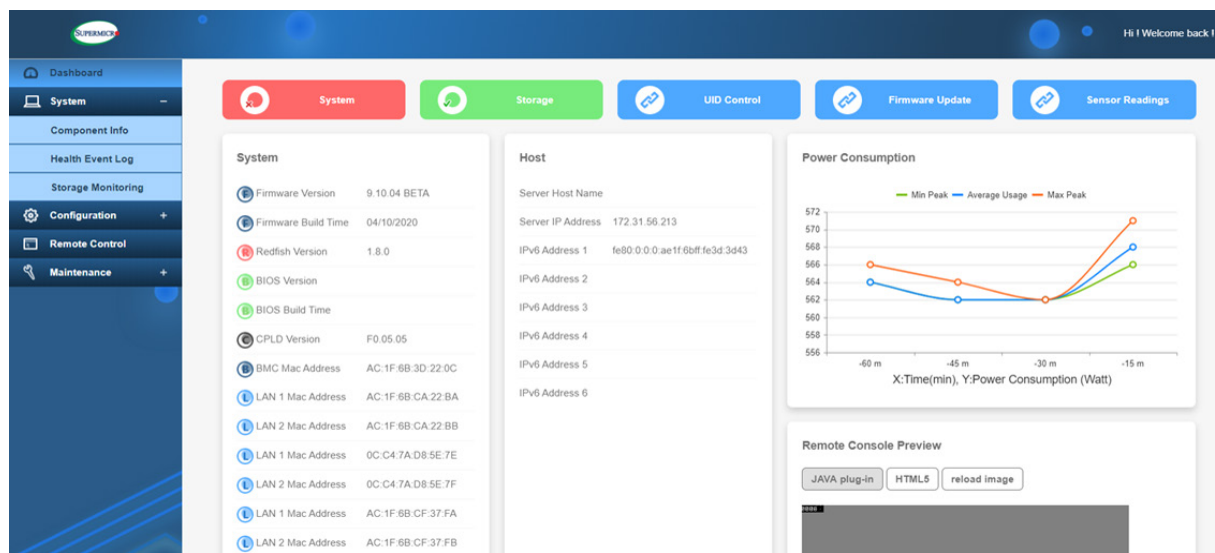 SUPERMICR
Hi ! Welcome back !
Dashboard
System –
Component Info
Health Event Log
Storage Monitoring
Configuration +
Remote Control
Maintenance +
System
Storage
UID Control
Firmware Update
Sensor Readings
System
Firmware Version 9.10.04 BETA
Firmware Build Time 04/10/2020
Redfish Version 1.8.0
BIOS Version
BIOS Build Time
CPLD Version F0.05.05
BMC Mac Address AC:1F:6B:3D:22:0C
LAN 1 Mac Address AC:1F:6B:CA:22:BA
LAN 2 Mac Address AC:1F:6B:CA:22:BB
LAN 1 Mac Address 0C:C4:7A:D8:5E:7E
LAN 2 Mac Address 0C:C4:7A:D8:5E:7F
LAN 1 Mac Address AC:1F:6B:CF:37:FA
LAN 2 Mac Address AC:1F:6B:CF:37:FB
Host
Server Host Name
Server IP Address 172.31.56.213
IPv6 Address 1 fe80:0:0:0:ae1f:6bff:fe3d:3d43
IPv6 Address 2
IPv6 Address 3
IPv6 Address 4
IPv6 Address 5
IPv6 Address 6
Power Consumption
Min Peak Average Usage Max Peak
572
570
568
566
564
562
560
558
556
-60 m -45 m -30 m -15 m
X:Time(min), Y:Power Consumption (Watt)
Remote Console Preview
JAVA plug-in HTML5 reload image